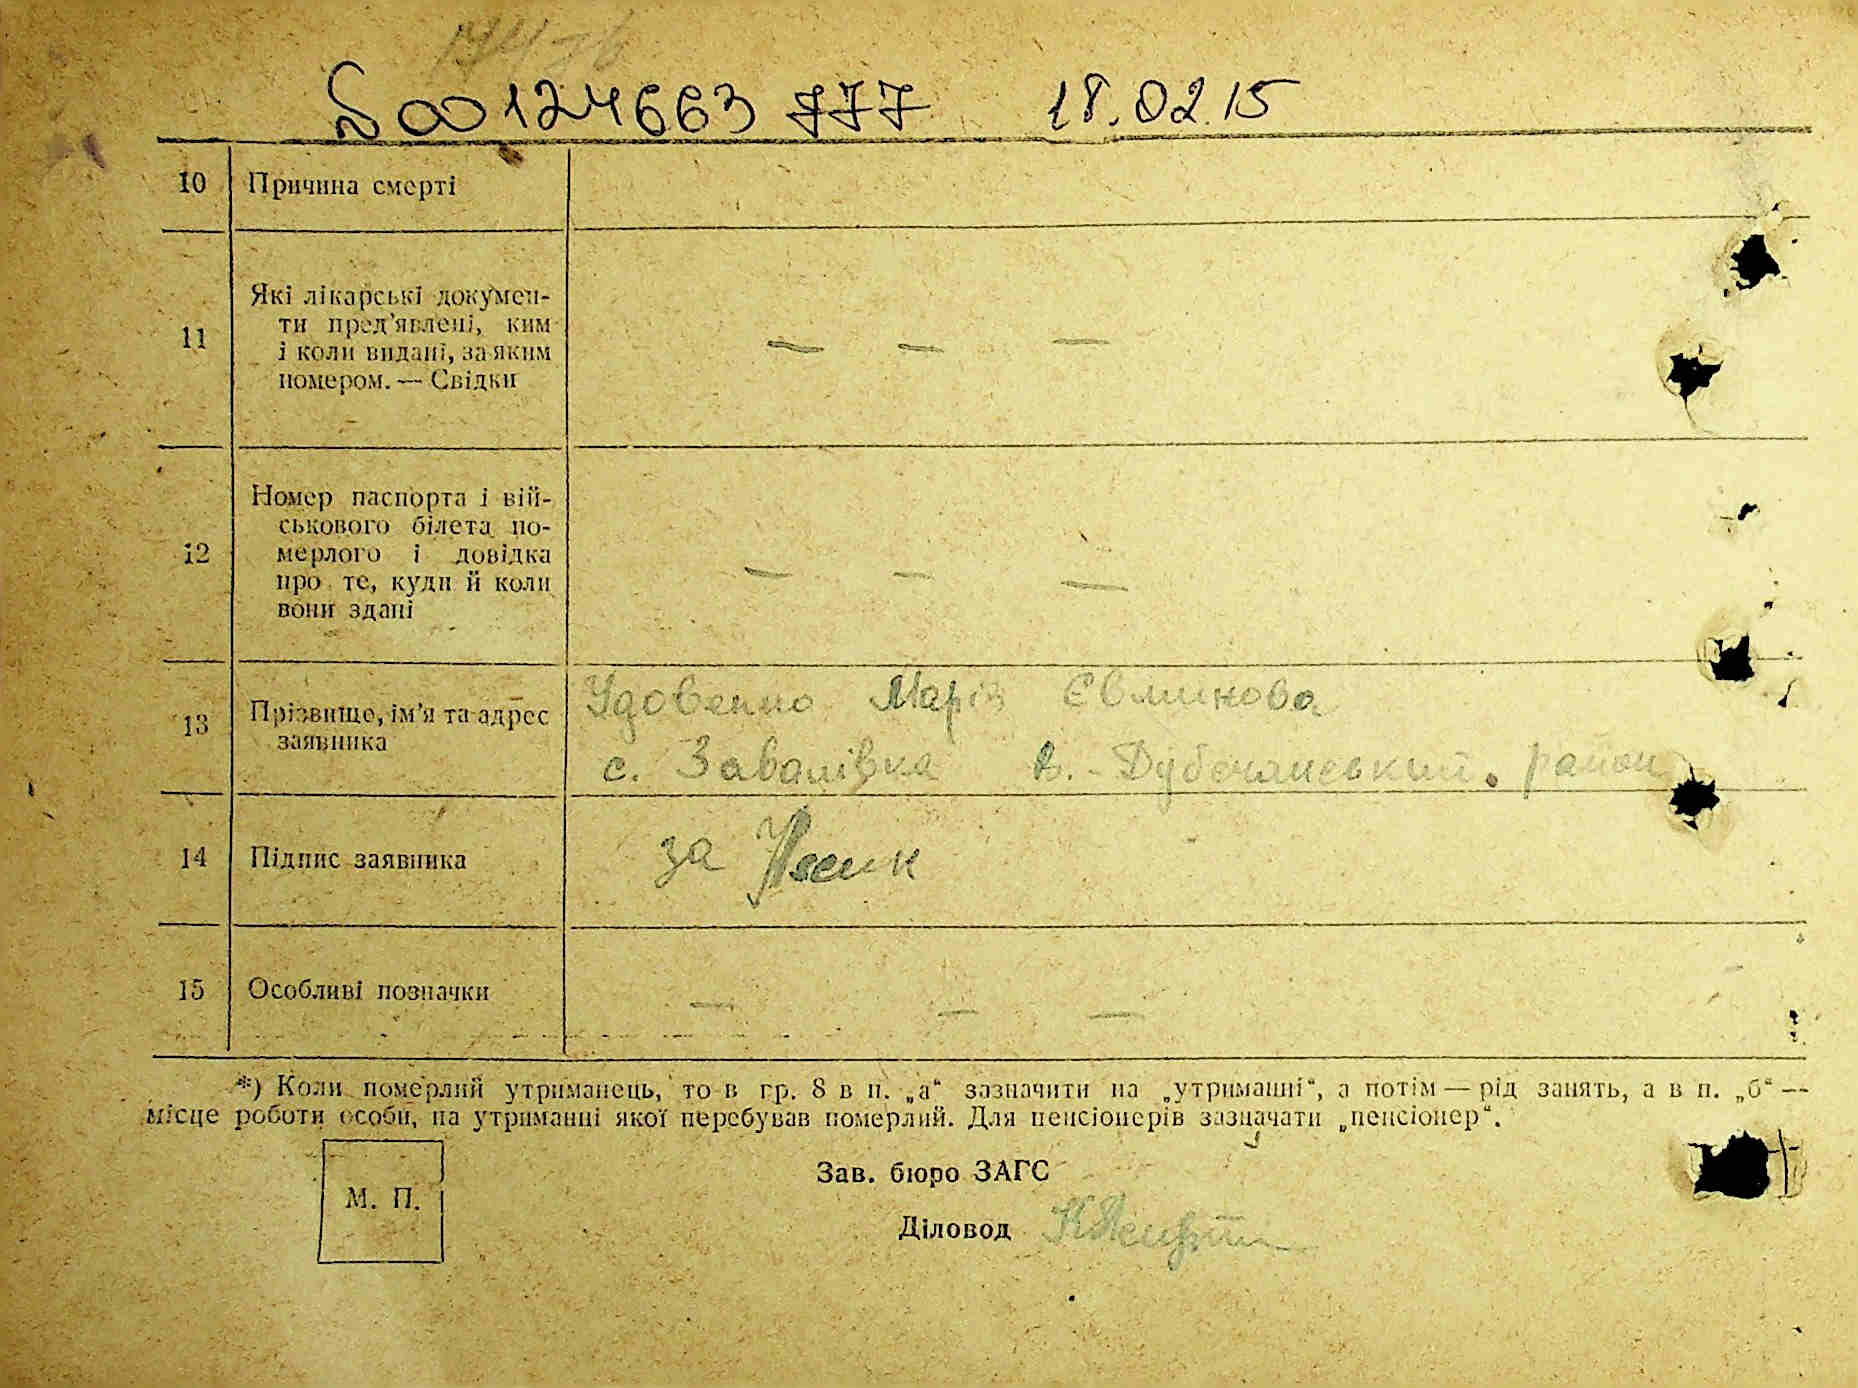 00124663 777 18.02.15
10 Причина смерті
11 Які лікарські докумен-
ти пред'явлені, ким
і коли видані, за яким
номером. — Свідки
— — —
12 Номер паспорта і вій-
ськового білета по-
мерлого і довідка
про те, куди й коли
вони здані
— — —
13 Прізвище, ім'я та адрес
заявника
Удовенко Марія
с. Завалівка В.-Дубечанський район
14 Підпис заявника
за
15 Особливі позначки
— — —
*) Коли померлий утриманець, то в гр. 8 в п. „а“ зазначити на „утриманні“, а потім — рід занять, а в п. „б“ —
місце роботи особи, на утриманні якої перебував померлий. Для пенсіонерів зазначати „пенсіонер“.
М. П.
Зав. бюро ЗАГС
Діловод